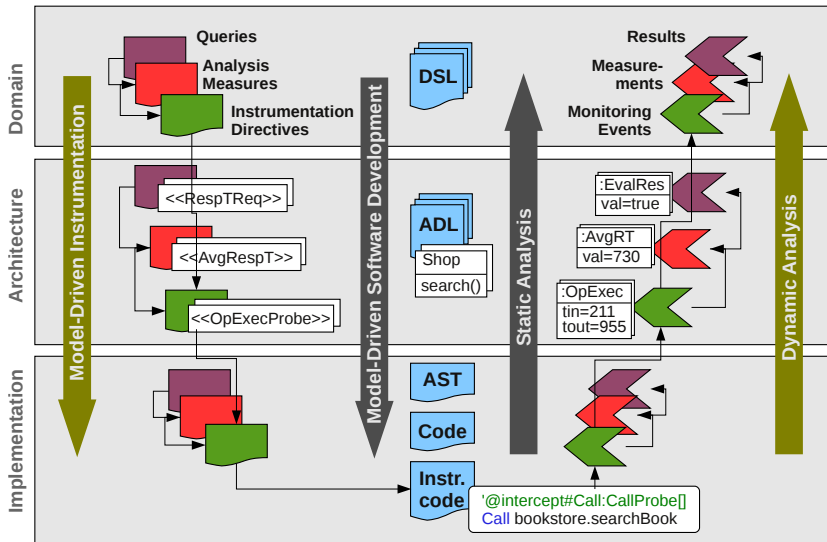 Domain
Queries
Analysis
Measures
Instrumentation
Directives
DSL
Results
Measure-
ments
Monitoring
Events
Model-Driven Instrumentation
Model-Driven Software Development
Static Analysis
Dynamic Analysis
Architecture
<<RespTReq>>
<<AvgRespT>>
<<OpExecProbe>>
ADL
Shop
search()
:EvalRes
val=true
:AvgRT
val=730
:OpExec
tin=211
tout=955
Implementation
AST
Code
Instr.
code
'@intercept#Call:CallProbe[]
Call bookstore.searchBook